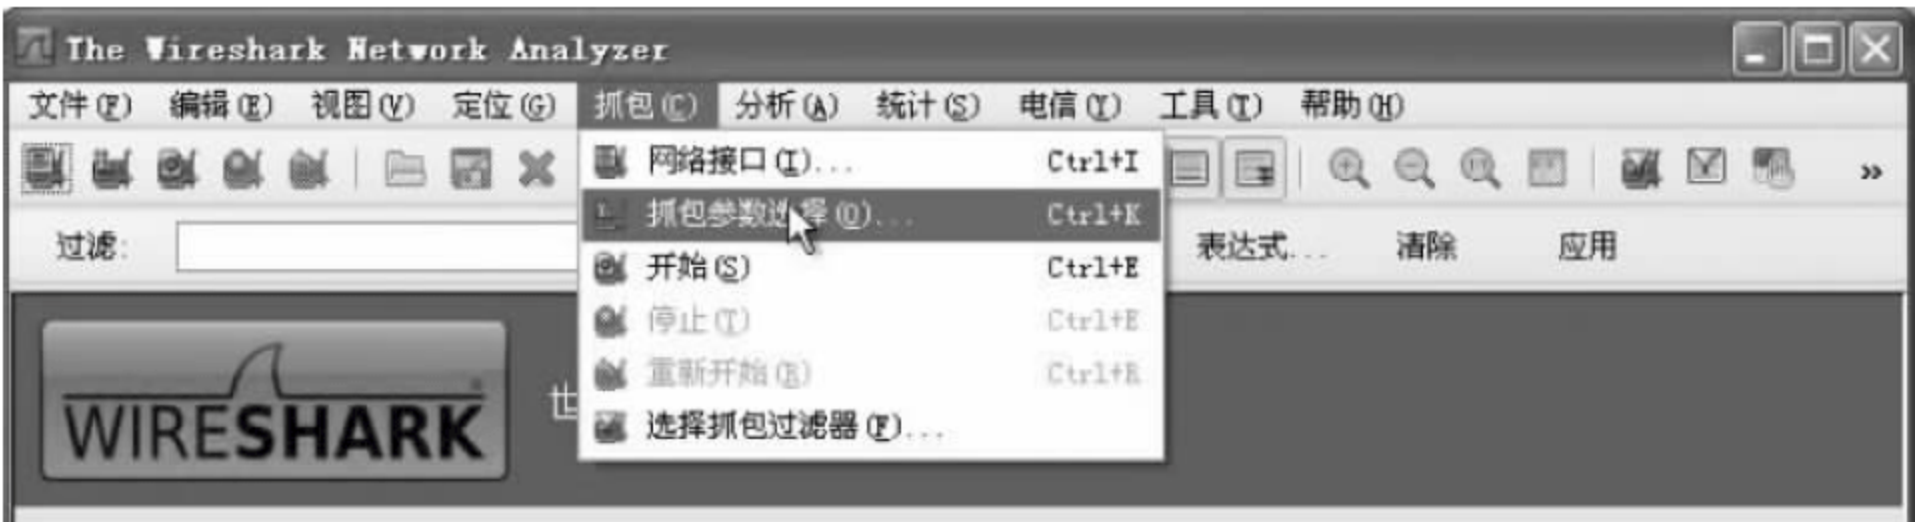 The Wireshark Network Analyzer
文件(F) 编辑(E) 视图(V) 定位(G) 抓包(C) 分析(A) 统计(S) 电信(Y) 工具(T) 帮助(H)
网络接口(I)... Ctrl+I
抓包参数选择(O)... Ctrl+K
过滤: 表达式... 清除 应用
开始(S) Ctrl+E
停止(T) Ctrl+E
重新开始(R) Ctrl+R
WIRESHARK 世
选择抓包过滤器(F)...